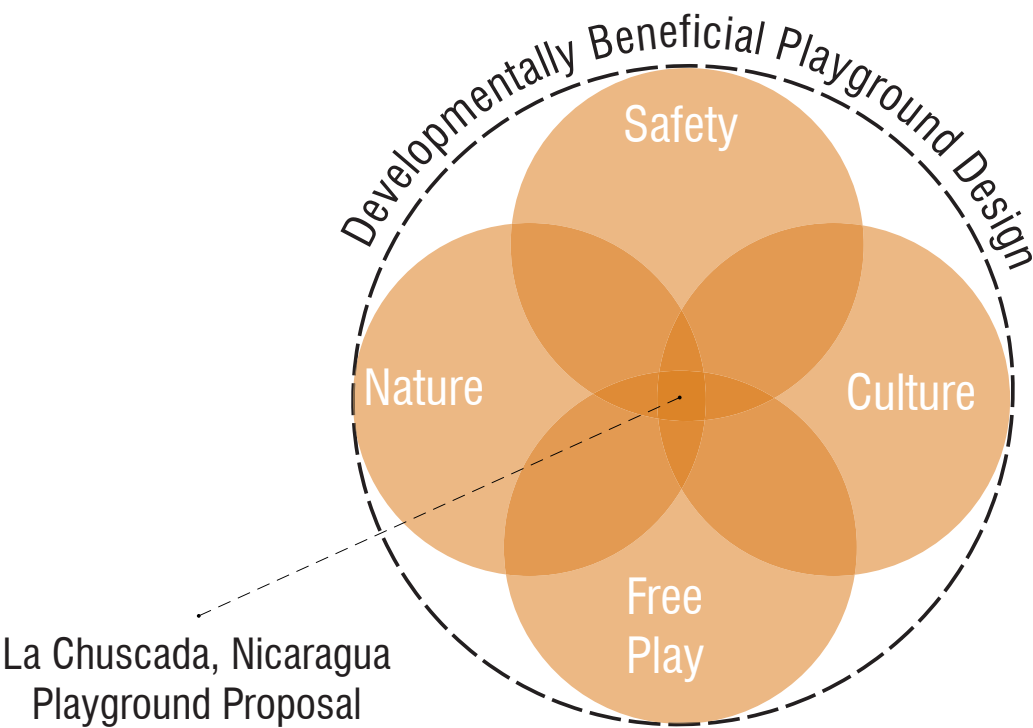 Developmentally Beneficial Playground Design
Safety
Nature
Culture
Free
Play
La Chuscada, Nicaragua
Playground Proposal